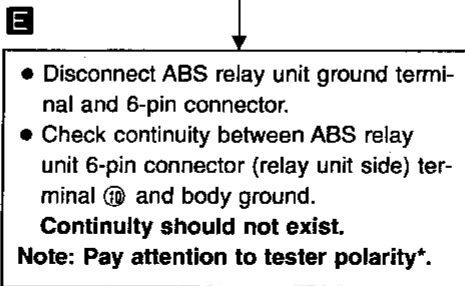 E
● Disconnect ABS relay unit ground termi-
nal and 6-pin connector.
● Check continuity between ABS relay
unit 6-pin connector (relay unit side) ter-
minal ⑩ and body ground.
Continuity should not exist.
Note: Pay attention to tester polarity*.